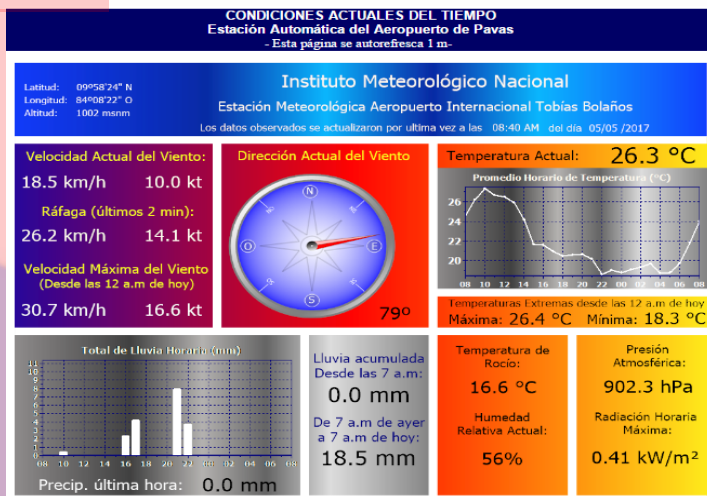 CONDICIONES ACTUALES DEL TIEMPO
Estación Automática del Aeropuerto de Pavas
- Esta página se autorefresca 1 m-
Latitud: 09º58'24" N
Longitud: 84º08'22" O
Altitud: 1002 msnm
Instituto Meteorológico Nacional
Estación Meteorológica Aeropuerto Internacional Tobías Bolaños
Los datos observados se actualizaron por ultima vez a las 08:40 AM del día 05/05 /2017
Velocidad Actual del Viento:
18.5 km/h 10.0 kt
Ráfaga (últimos 2 min):
26.2 km/h 14.1 kt
Velocidad Máxima del Viento
(Desde las 12 a.m de hoy)
30.7 km/h 16.6 kt
Dirección Actual del Viento
N
O
E
S
79º
Temperatura Actual: 26.3 ºC
Promedio Horario de Temperatura (ºC)
26
24
22
20
08 10 12 14 16 18 20 22 00 02 04 06 08
Temperaturas Extremas desde las 12 a.m de hoy
Máxima: 26.4 ºC Mínima: 18.3 ºC
Total de Lluvia Horaria (mm)
11
10
9
8
7
6
5
4
3
2
1
0
08 10 12 14 16 18 20 22 00 02 04 06 08
Precip. última hora: 0.0 mm
Lluvia acumulada
Desde las 7 a.m:
0.0 mm
De 7 a.m de ayer
a 7 a.m de hoy:
18.5 mm
Temperatura de
Rocío:
16.6 ºC
Humedad
Relativa Actual:
56%
Presión
Atmosférica:
902.3 hPa
Radiación Horaria
Máxima:
0.41 kW/m²